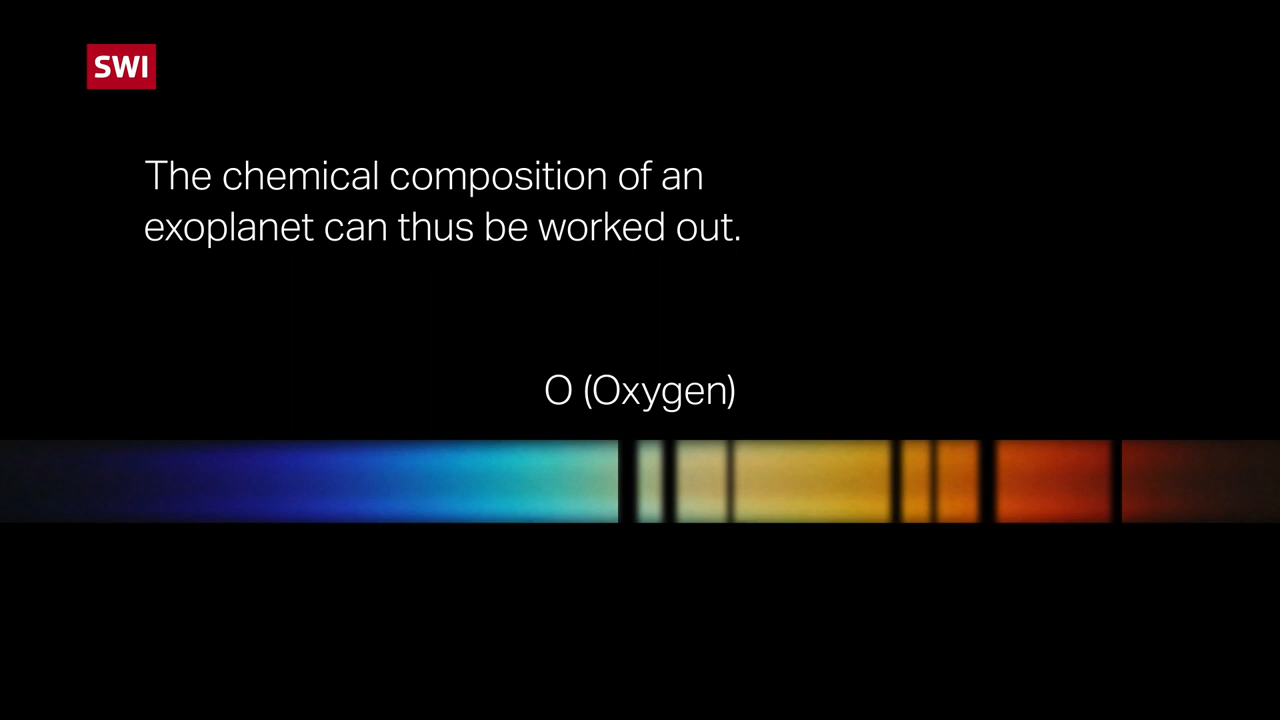 SWI
The chemical composition of an
exoplanet can thus be worked out.
O (Oxygen)